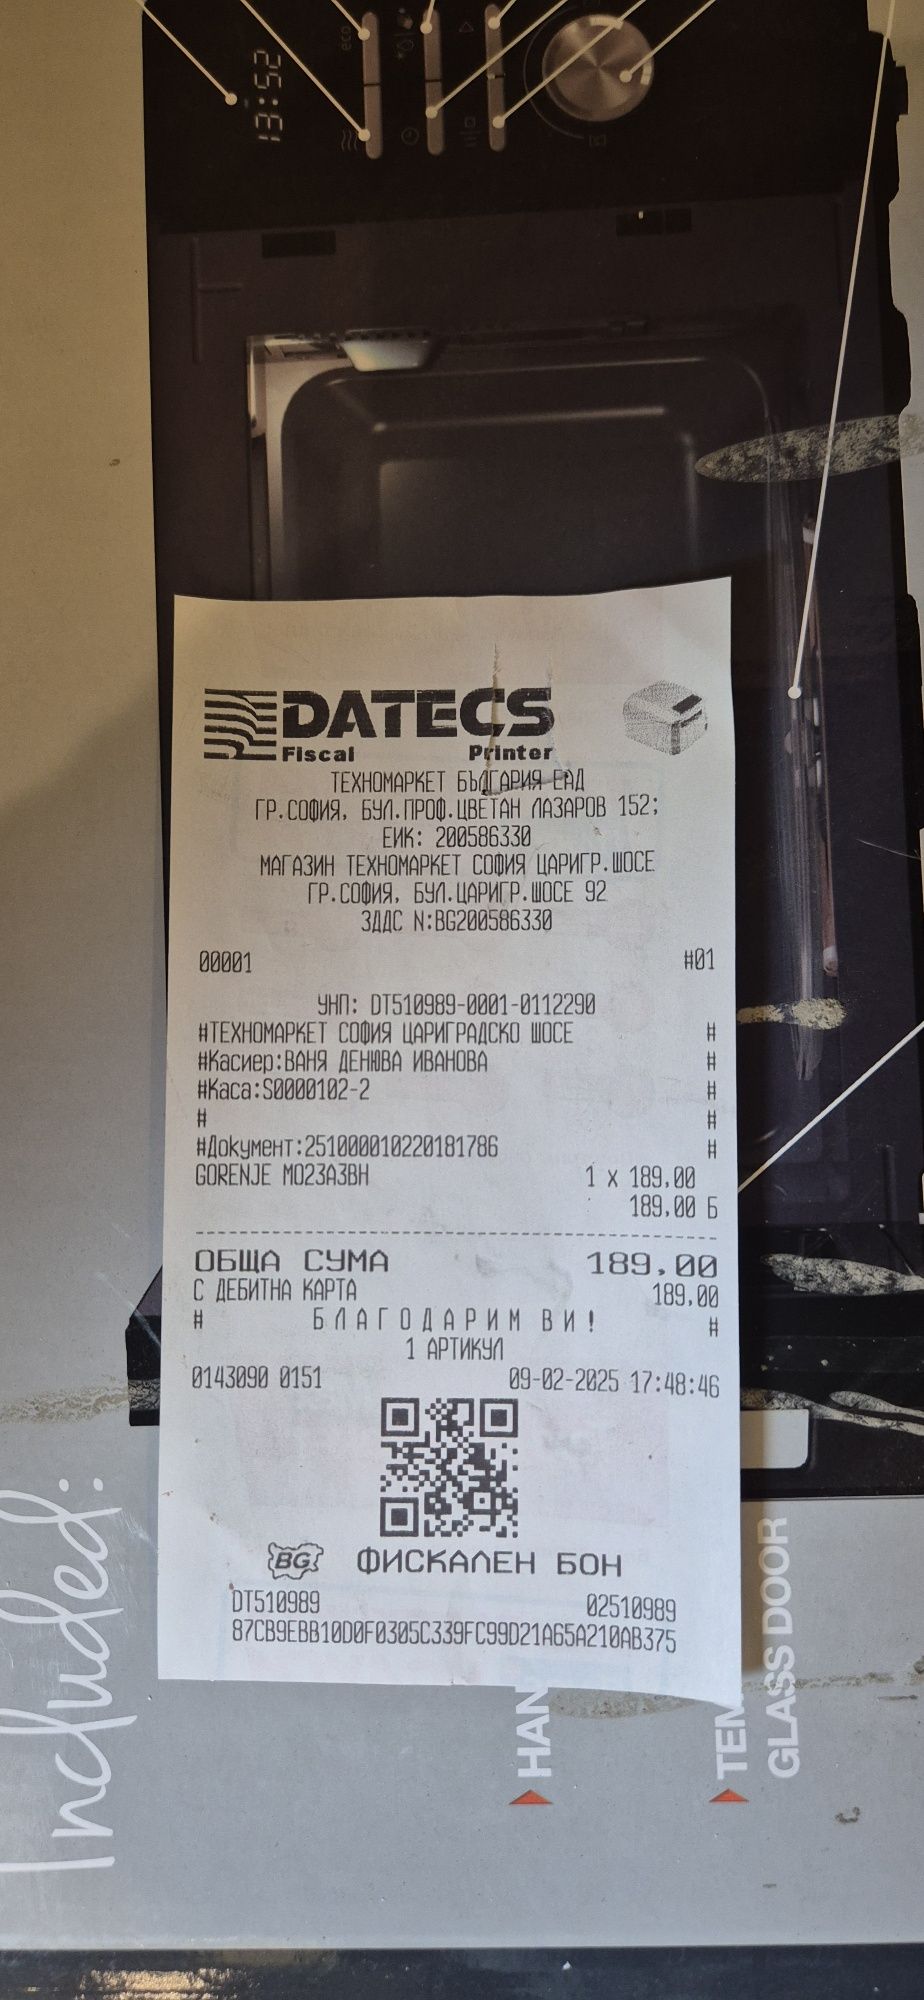 13:52
eco
DATECS
Fiscal Printer
ТЕХНОМАРКЕТ БЪЛГАРИЯ ЕАД
ГР.СОФИЯ, БУЛ.ПРОФ.ЦВЕТАН ЛАЗАРОВ 152;
ЕИК: 200586330
МАГАЗИН ТЕХНОМАРКЕТ СОФИЯ ЦАРИГР.ШОСЕ
ГР.СОФИЯ, БУЛ.ЦАРИГР.ШОСЕ 92
ЗДДС N:BG200586330
00001 #01
УНП: DT510989-0001-0112290
#ТЕХНОМАРКЕТ СОФИЯ ЦАРИГРАДСКО ШОСЕ #
#Касиер:ВАНЯ ДЕНЮВА ИВАНОВА #
#Каса:S0000102-2 #
# #
#Документ:251000010220181786 #
GORENJE MO23A3BH 1 x 189,00
189,00 Б
ОБЩА СУМА 189,00
С ДЕБИТНА КАРТА 189,00
# БЛАГОДАРИМ ВИ! #
1 АРТИКУЛ
0143090 0151 09-02-2025 17:48:46
BG ФИСКАЛЕН БОН
DT510989 02510989
87CB9EBB10D0F0305C339FC99D21A65A210AB375
Included:
HAN
TEM
GLASS DOOR